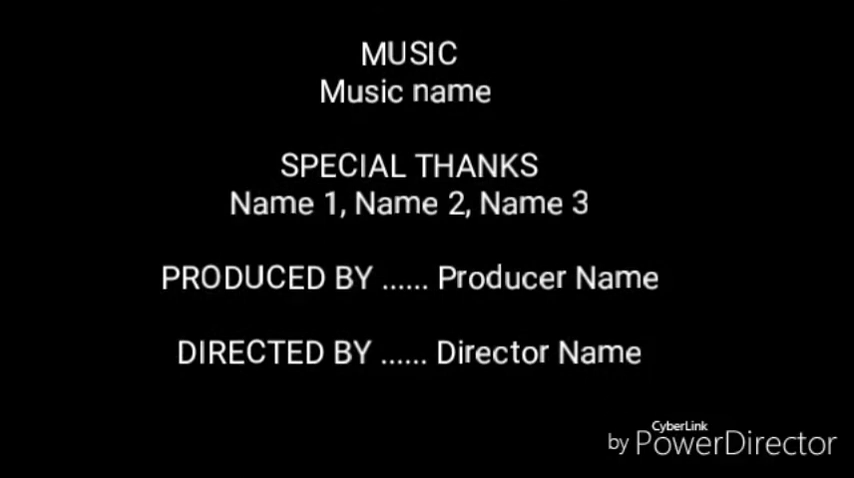 MUSIC
Music name
SPECIAL THANKS
Name 1, Name 2, Name 3
PRODUCED BY ...... Producer Name
DIRECTED BY ...... Director Name
CyberLink
by PowerDirector